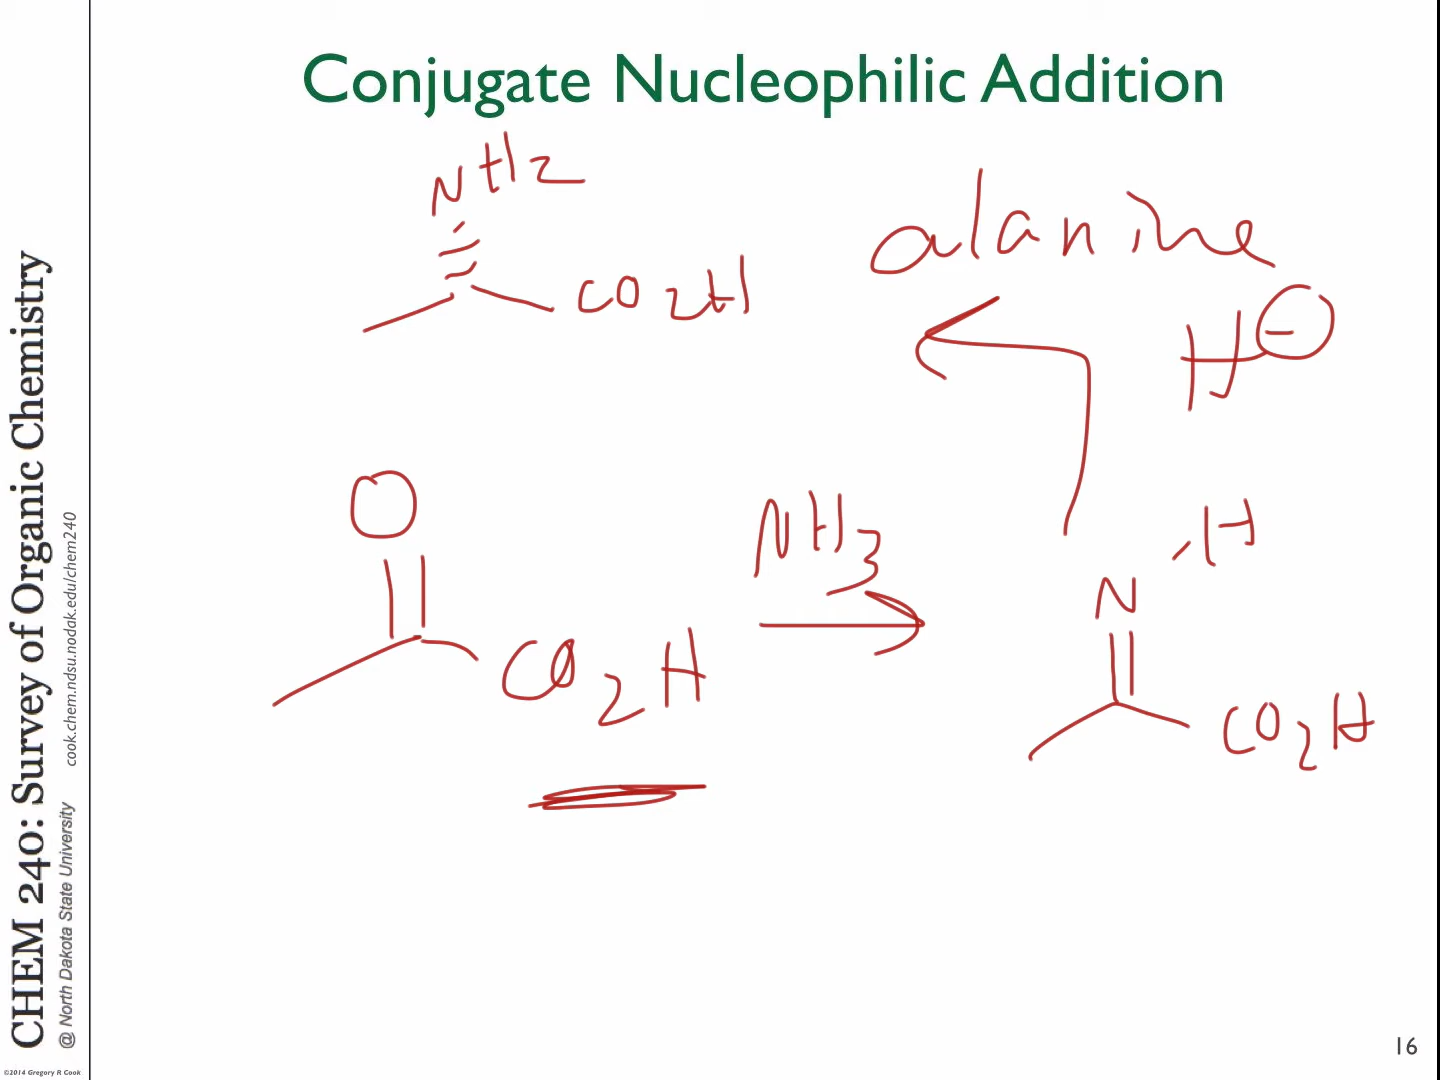 Conjugate Nucleophilic Addition
NH2
CO2H
alanine
H⊖
O
CO2H
NH3
H
N
CO2H
CHEM 240: Survey of Organic Chemistry
@ North Dakota State University cook.chem.ndsu.nodak.edu/chem240
©2014 Gregory R Cook
16